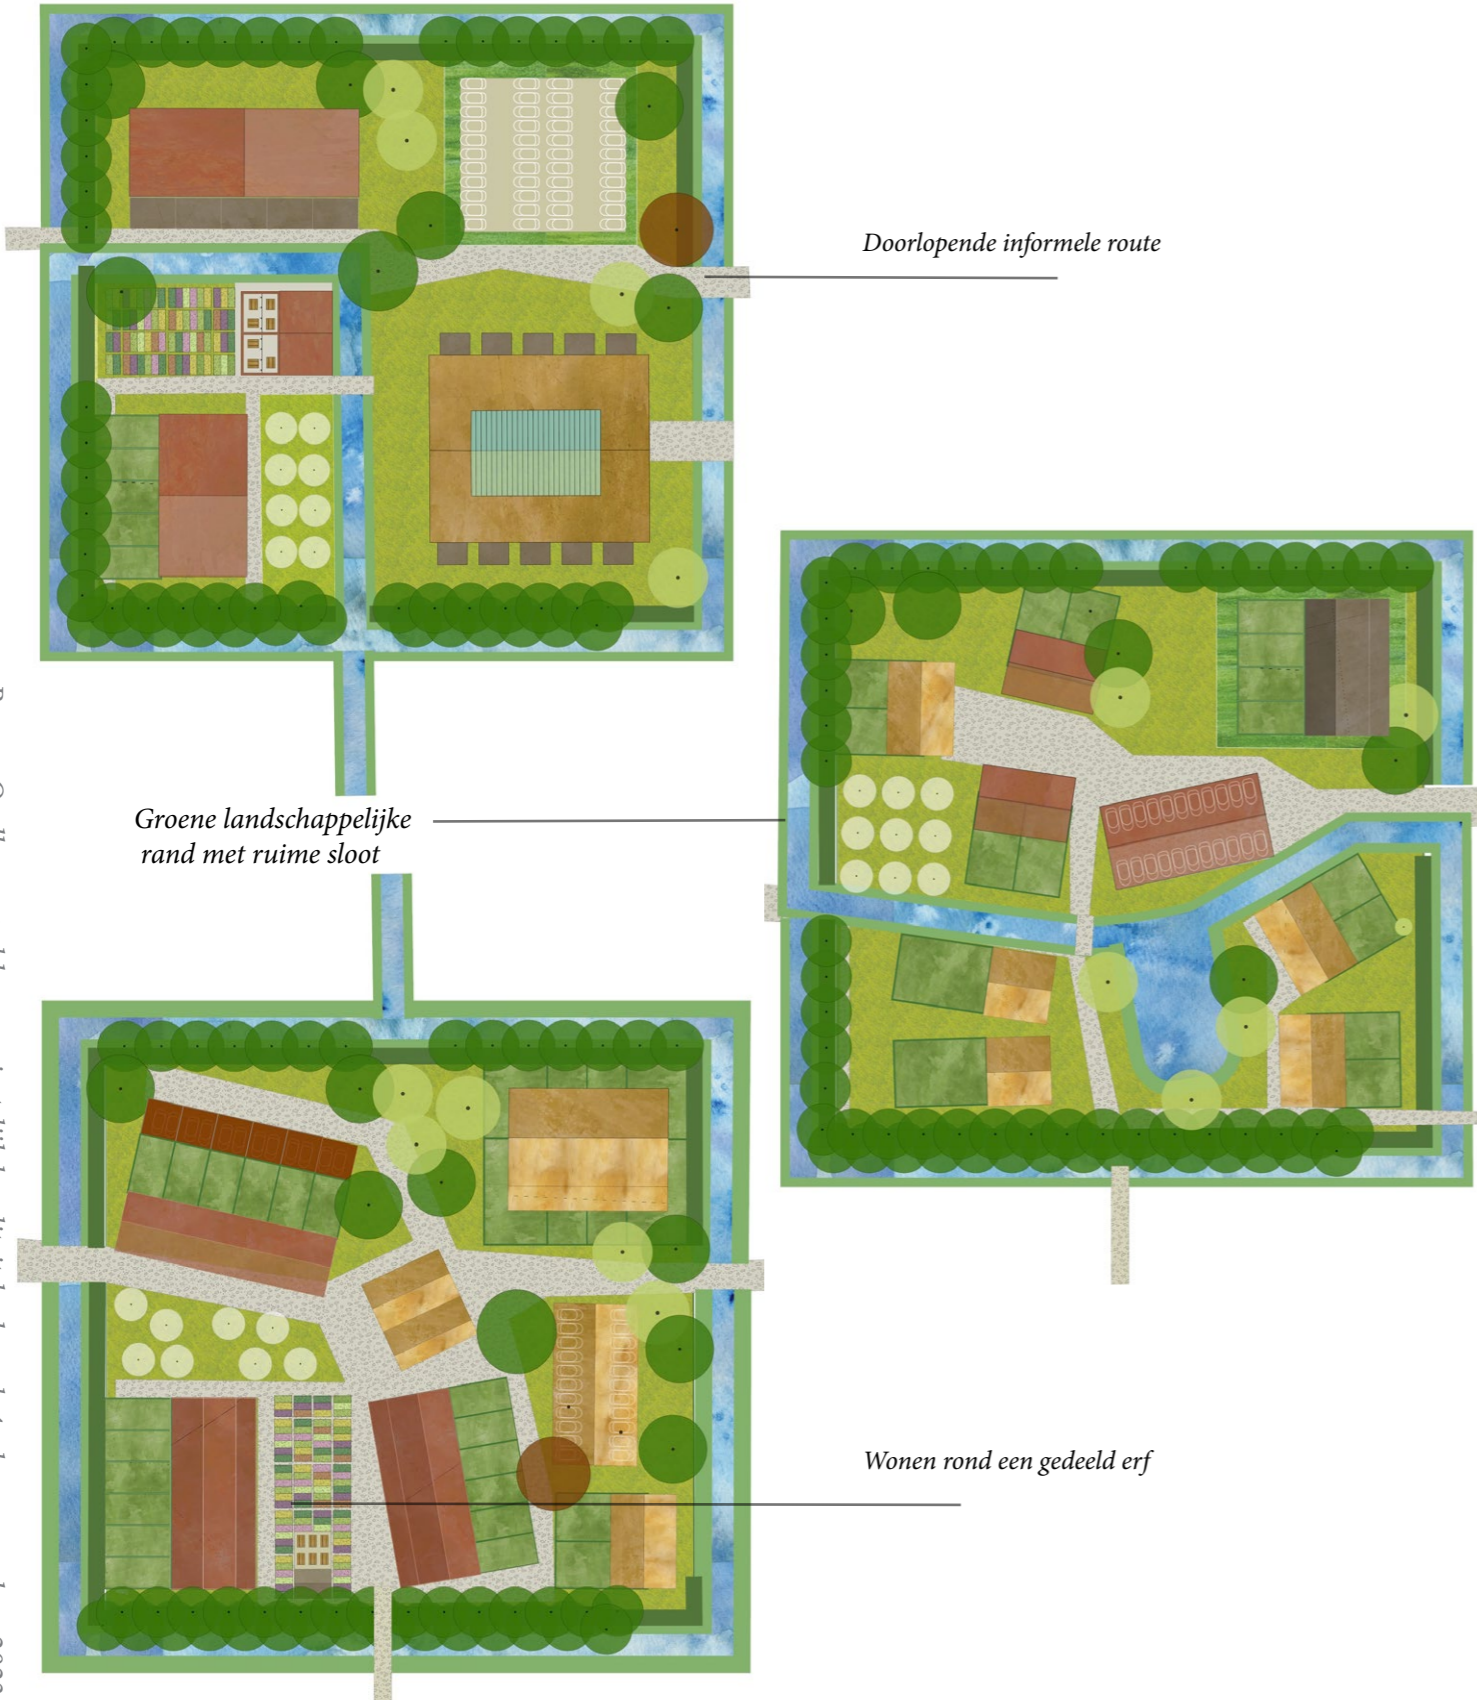 Doorlopende informele route
Groene landschappelijke
rand met ruime sloot
Wonen rond een gedeeld erf